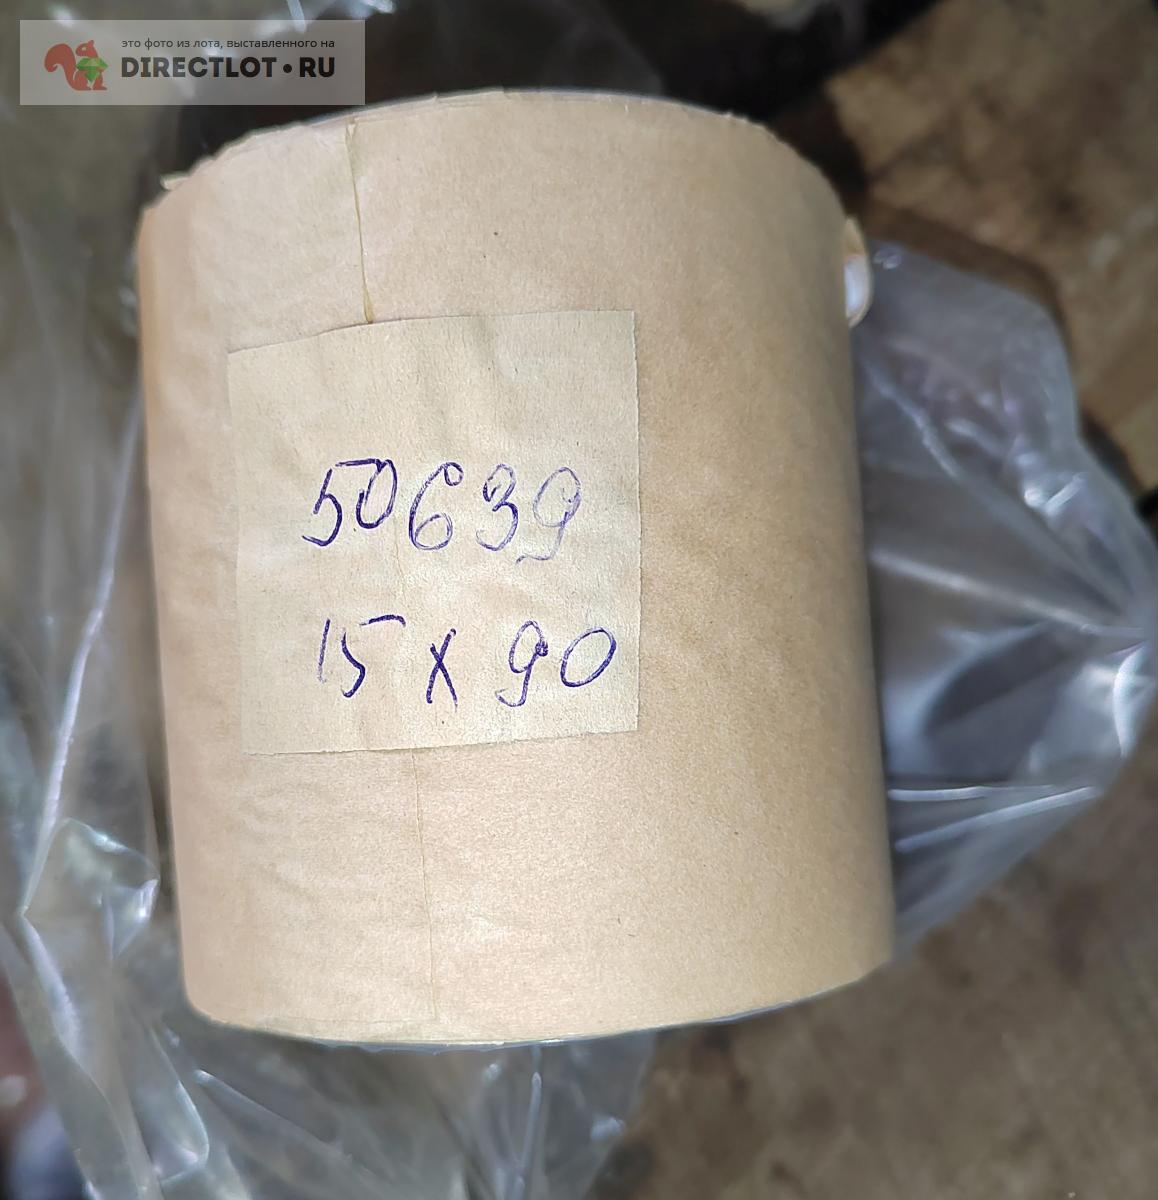 это фото из лота, выставленного на
DIRECTLOT•RU
50639
15 x 90